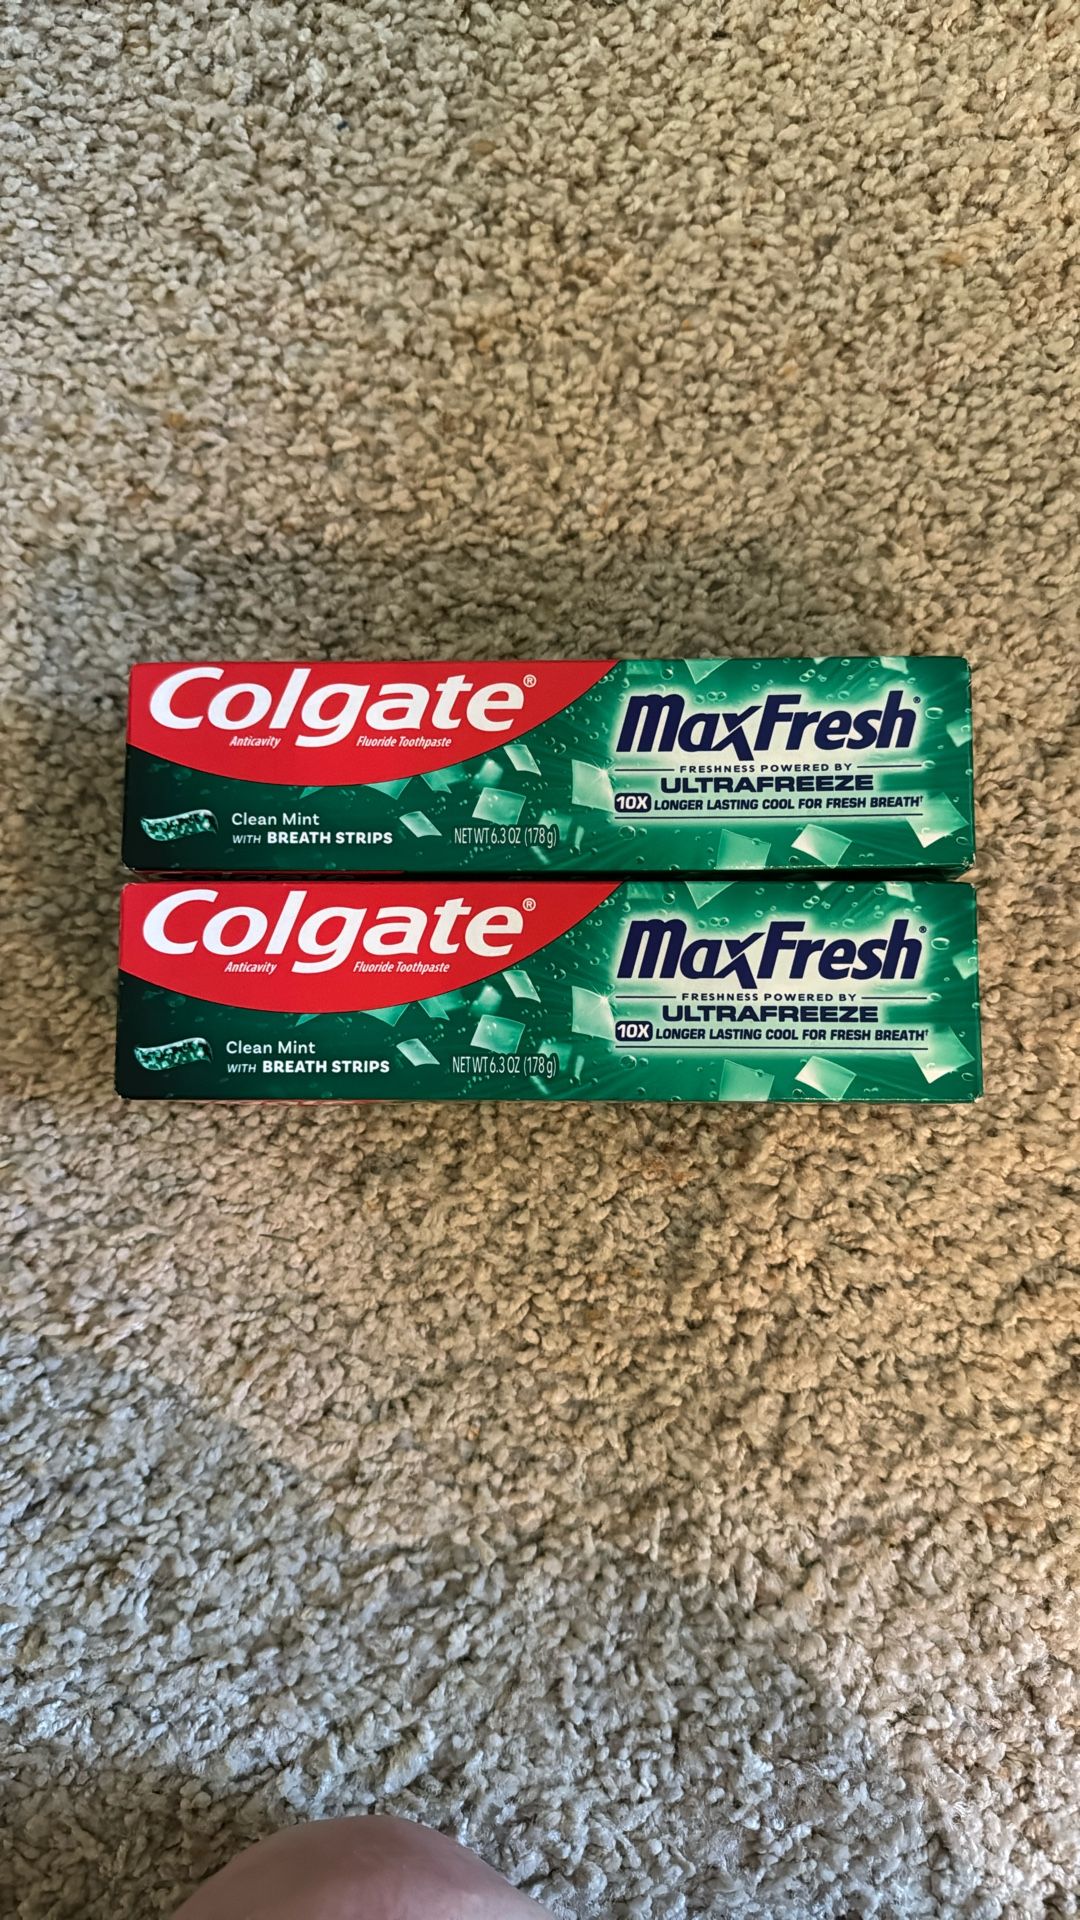 Colgate®
Anticavity Fluoride Toothpaste
MaxFresh®
FRESHNESS POWERED BY
ULTRAFREEZE
10X LONGER LASTING COOL FOR FRESH BREATH†
Clean Mint
WITH BREATH STRIPS
NET WT 6.3 OZ (178 g)
Colgate®
Anticavity Fluoride Toothpaste
MaxFresh®
FRESHNESS POWERED BY
ULTRAFREEZE
10X LONGER LASTING COOL FOR FRESH BREATH†
Clean Mint
WITH BREATH STRIPS
NET WT 6.3 OZ (178 g)